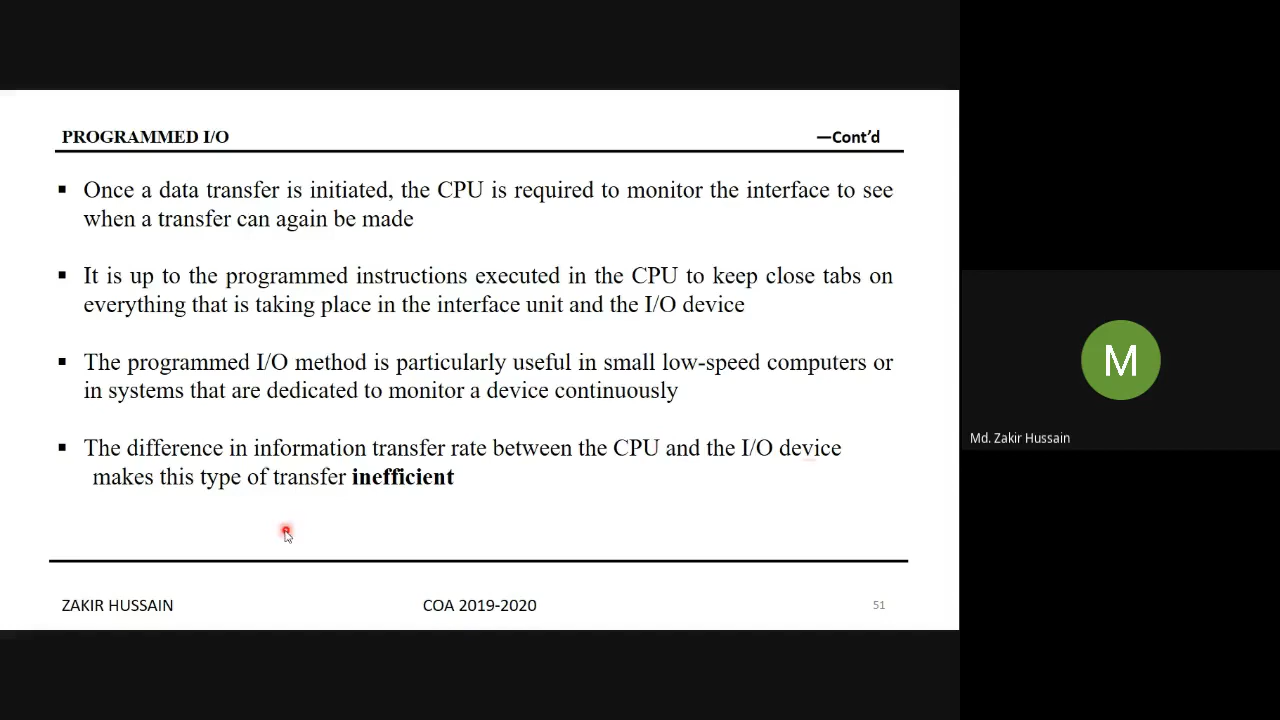 PROGRAMMED I/O —Cont’d
▪ Once a data transfer is initiated, the CPU is required to monitor the interface to see
when a transfer can again be made
▪ It is up to the programmed instructions executed in the CPU to keep close tabs on
everything that is taking place in the interface unit and the I/O device
▪ The programmed I/O method is particularly useful in small low-speed computers or
in systems that are dedicated to monitor a device continuously
▪ The difference in information transfer rate between the CPU and the I/O device
makes this type of transfer inefficient
ZAKIR HUSSAIN COA 2019-2020 51
M
Md. Zakir Hussain